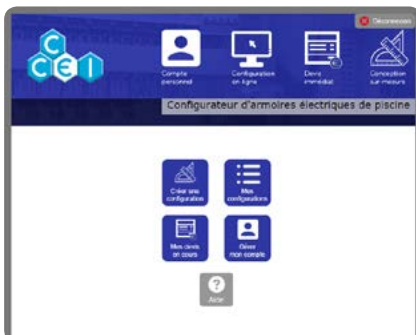 Déconnexion
C
C E I
Compte
personnel
Configuration
en ligne
Devis
immédiat
Conception
sur-mesure
Configurateur d'armoires électriques de piscine
Créer une
configuration
Mes
configurations
Mes devis
en cours
Gérer
mon compte
Aide